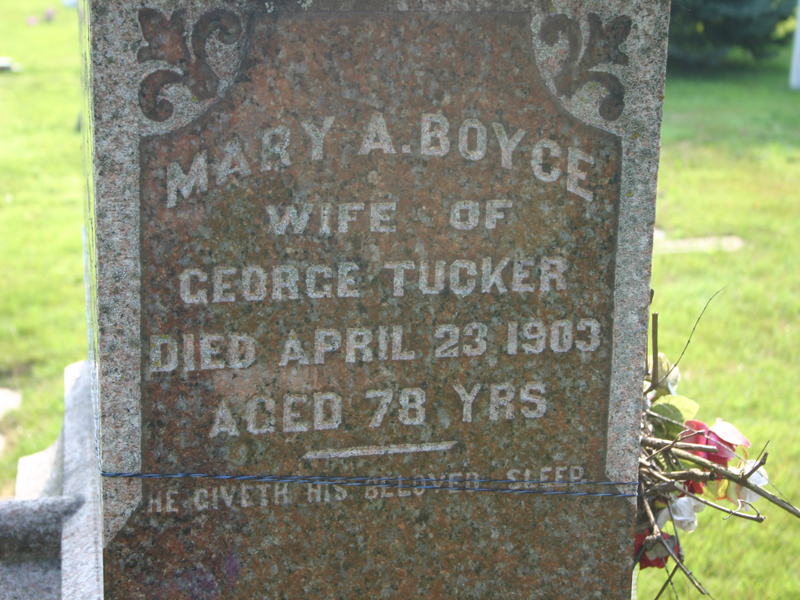 MARY A. BOYCE
WIFE OF
GEORGE TUCKER
DIED APRIL 23, 1903
AGED 78 YRS
HE GIVETH HIS BELOVED SLEEP